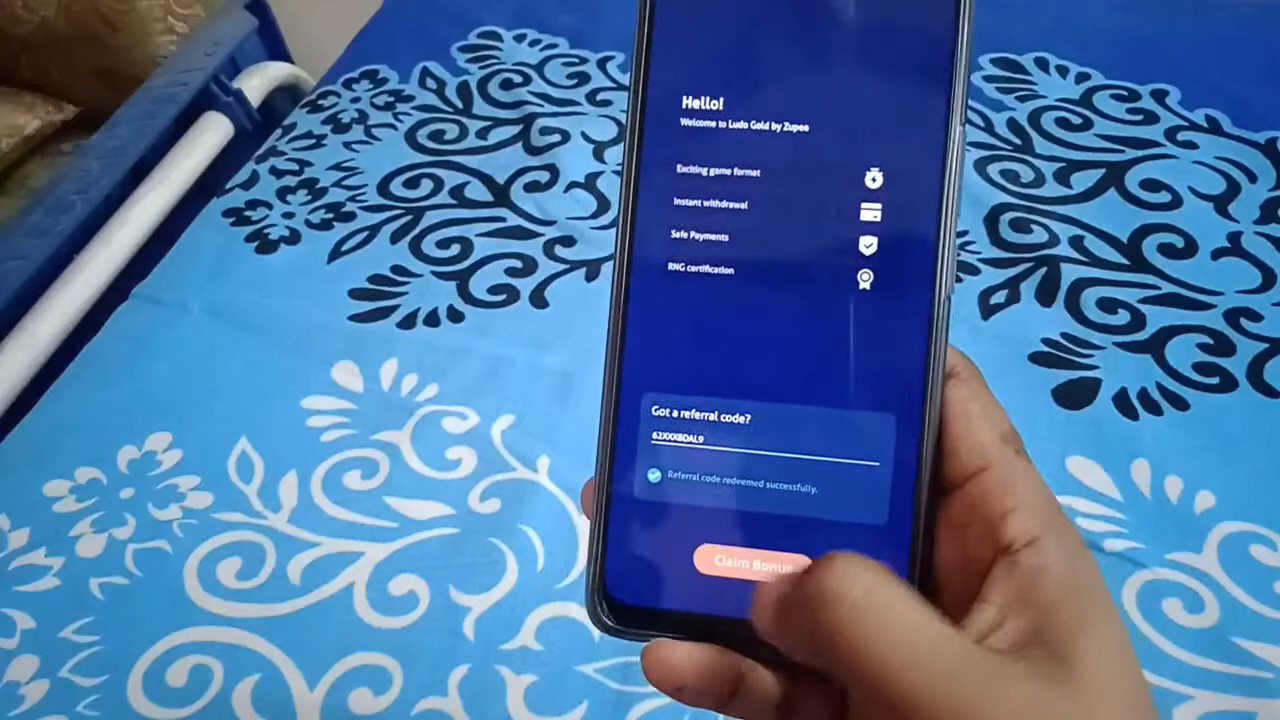 Hello!
Welcome to Ludo Gold by Zupee
Exciting game format
Instant withdrawal
Safe Payments
RNG certification
Got a referral code?
62XXXBDAL9
Referral code redeemed successfully.
Claim Bonus